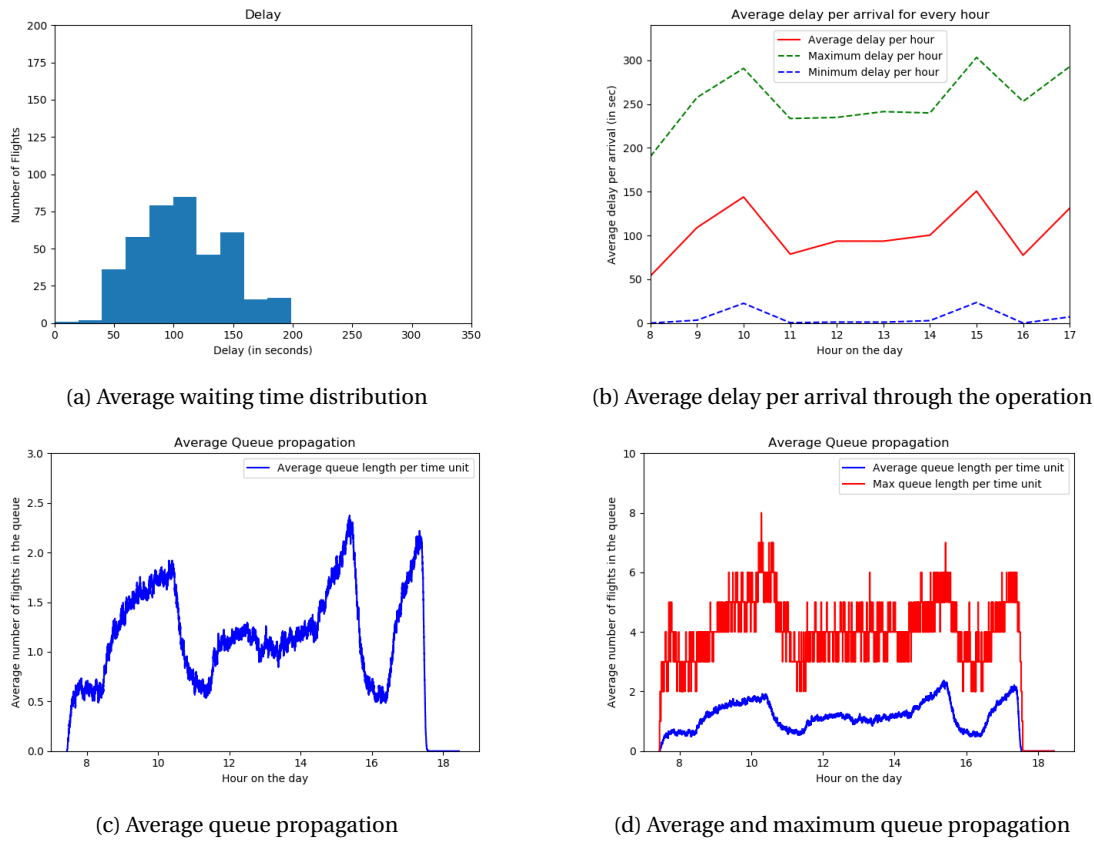 Delay
200
175
150
125
100
75
50
25
0
Number of Flights
0 50 100 150 200 250 300 350
Delay (in seconds)
(a) Average waiting time distribution
Average delay per arrival for every hour
Average delay per hour
Maximum delay per hour
Minimum delay per hour
300
250
200
150
100
50
0
Average delay per arrival (in sec)
8 9 10 11 12 13 14 15 16 17
Hour on the day
(b) Average delay per arrival through the operation
Average Queue propagation
Average queue length per time unit
3.0
2.5
2.0
1.5
1.0
0.5
0.0
Average number of flights in the queue
8 10 12 14 16 18
Hour on the day
(c) Average queue propagation
Average Queue propagation
Average queue length per time unit
Max queue length per time unit
10
8
6
4
2
0
Average number of flights in the queue
8 10 12 14 16 18
Hour on the day
(d) Average and maximum queue propagation